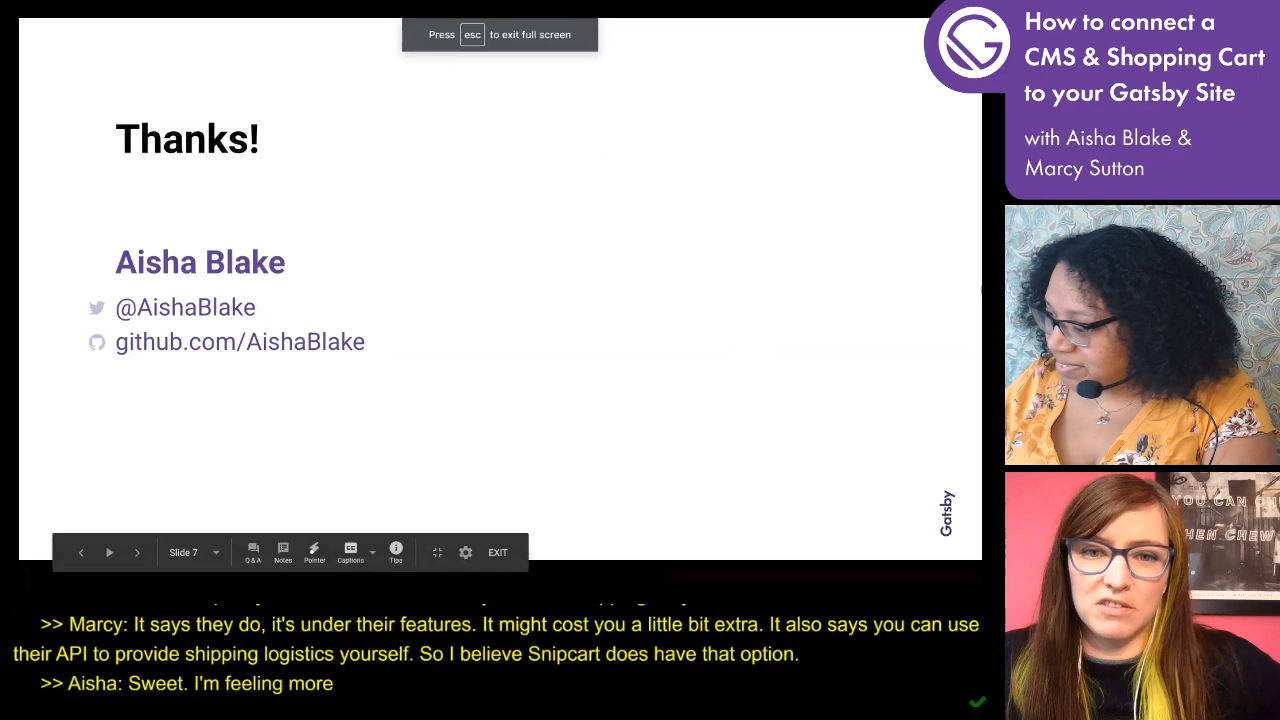 Press esc to exit full screen
Thanks!
Aisha Blake
@AishaBlake
github.com/AishaBlake
Gatsby
Slide 7
Q & A
Notes
Pointer
Captions
Tips
EXIT
How to connect a
CMS & Shopping Cart
to your Gatsby Site
with Aisha Blake &
Marcy Sutton
YOU CAN
HEN CHEW
>> Marcy: It says they do, it's under their features. It might cost you a little bit extra. It also says you can use
their API to provide shipping logistics yourself. So I believe Snipcart does have that option.
>> Aisha: Sweet. I'm feeling more